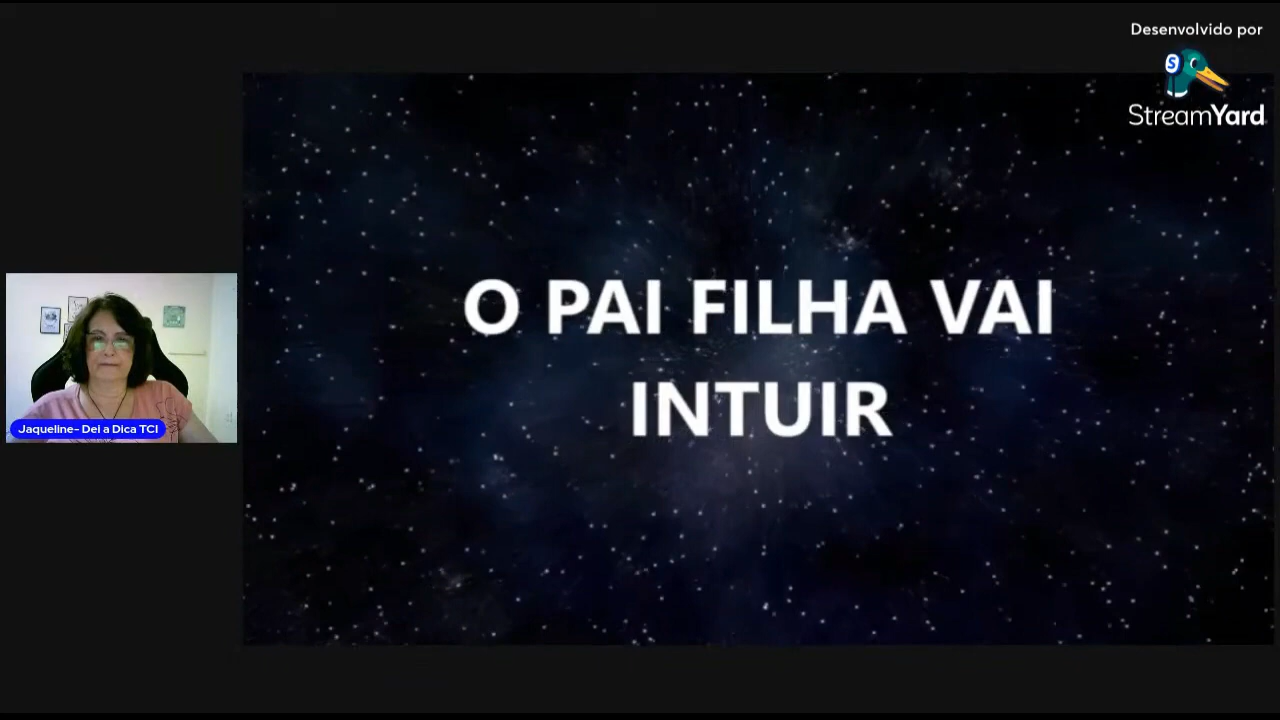 Desenvolvido por
StreamYard
O PAI FILHA VAI
INTUIR
Jaqueline- Dei a Dica TCI